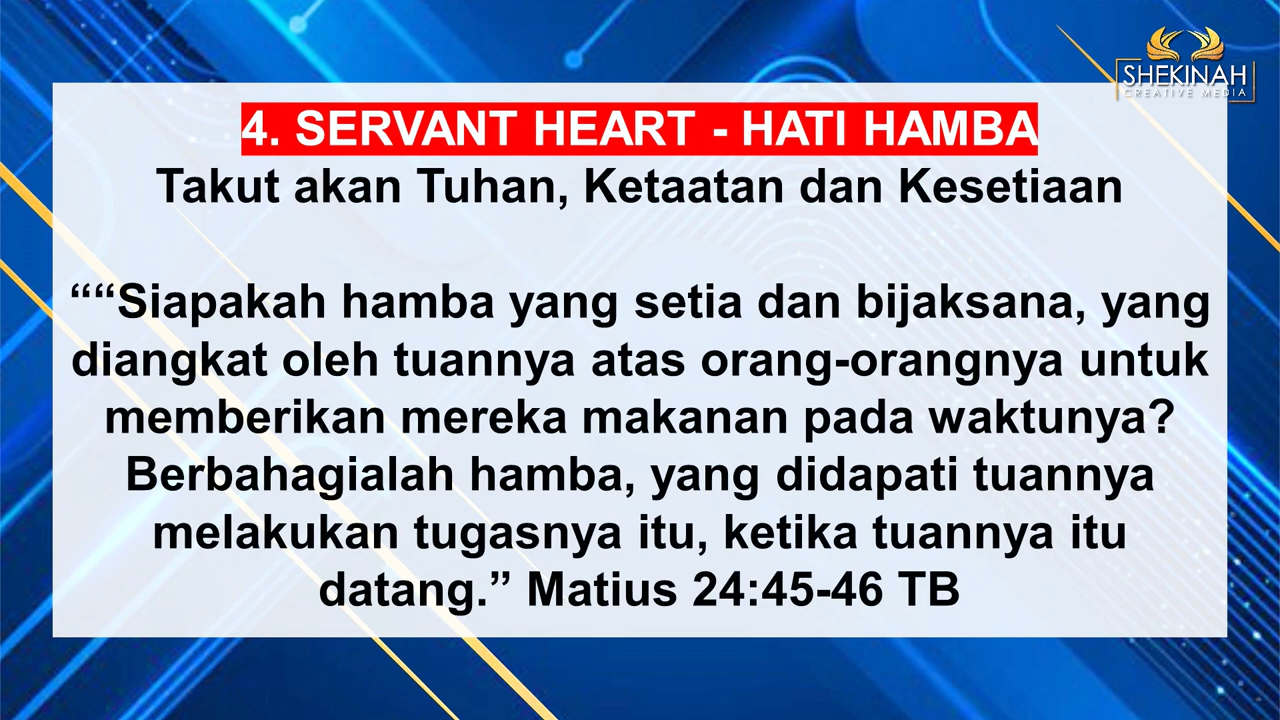 SHEKINAH
CREATIVE MEDIA
4. SERVANT HEART - HATI HAMBA
Takut akan Tuhan, Ketaatan dan Kesetiaan
““Siapakah hamba yang setia dan bijaksana, yang
diangkat oleh tuannya atas orang-orangnya untuk
memberikan mereka makanan pada waktunya?
Berbahagialah hamba, yang didapati tuannya
melakukan tugasnya itu, ketika tuannya itu
datang.” Matius 24:45-46 TB